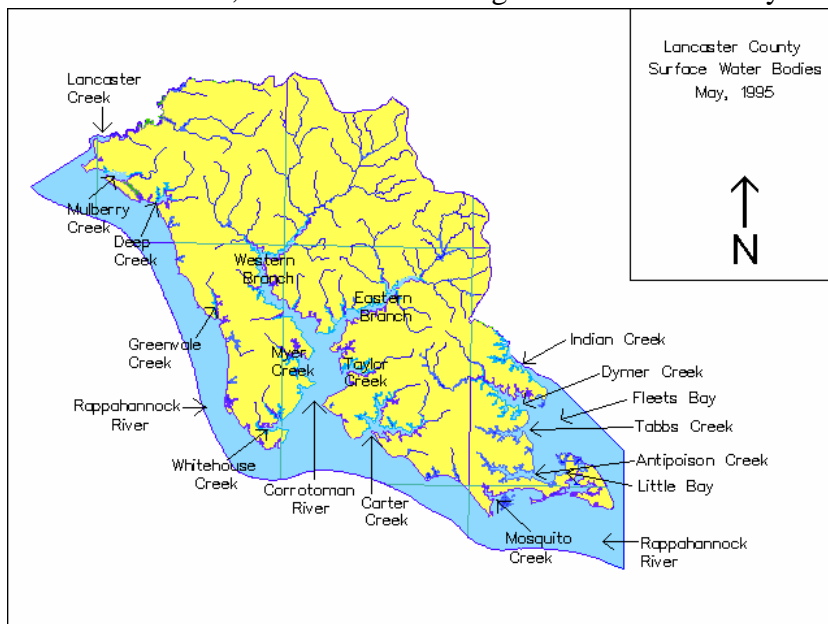 Lancaster County
Surface Water Bodies
May, 1995
N
Lancaster
Creek
Mulberry
Creek
Deep
Creek
Western
Branch
Eastern
Branch
Greenvale
Creek
Myer
Creek
Taylor
Creek
Indian Creek
Dymer Creek
Fleets Bay
Tabbs Creek
Rappahannock
River
Whitehouse
Creek
Corrotoman
River
Carter
Creek
Antipoison Creek
Little Bay
Mosquito
Creek
Rappahannock
River